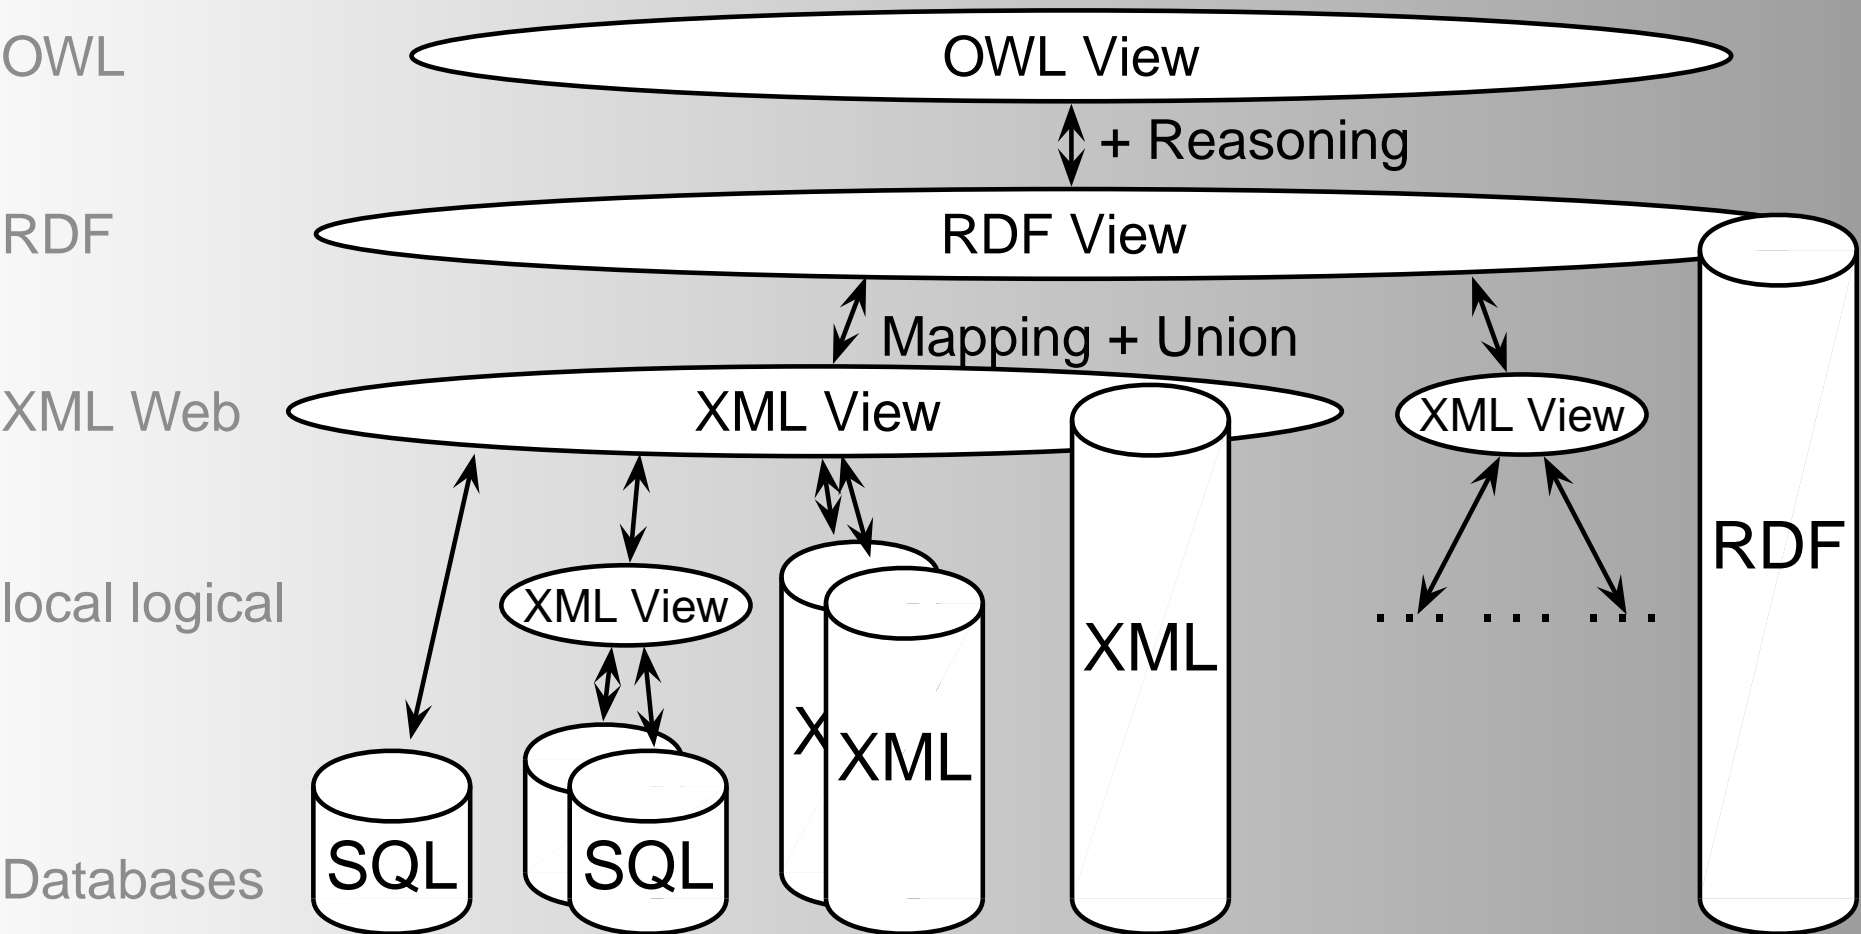 OWL
OWL View
+ Reasoning
RDF
RDF View
Mapping + Union
XML Web
XML View
XML View
RDF
local logical
XML View
XML
X
XML
Databases
SQL
SQL